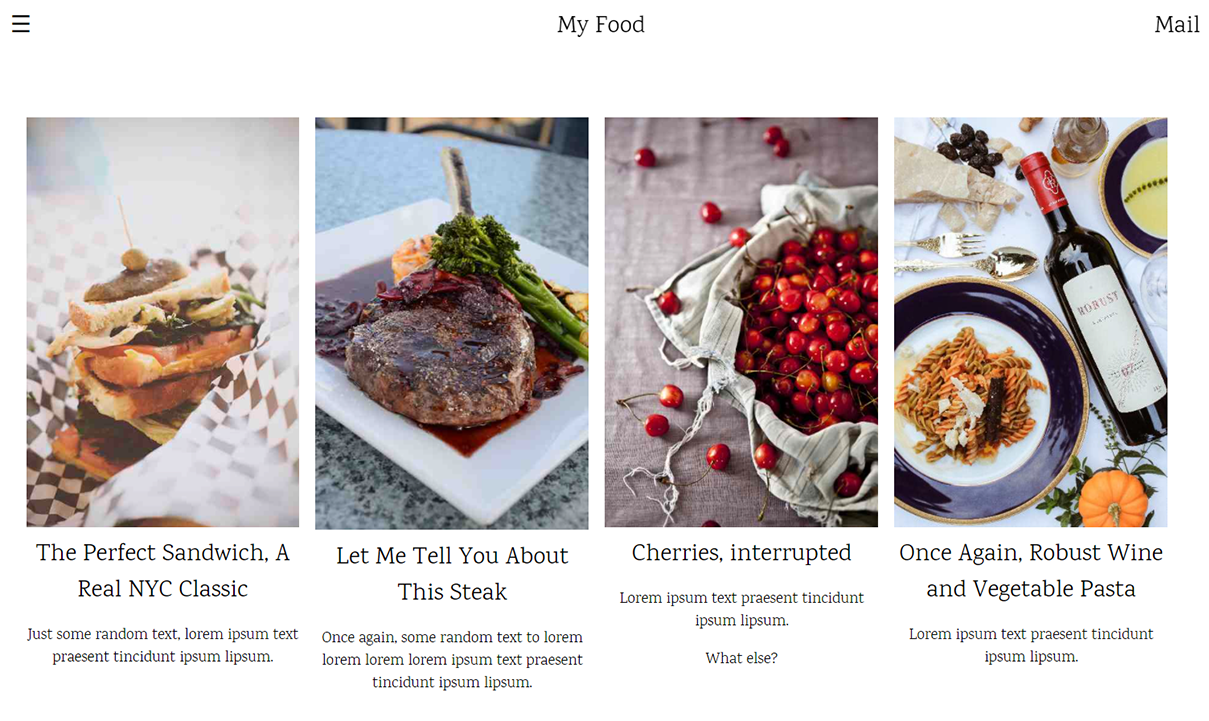 ☰ My Food Mail
ROBUST
The Perfect Sandwich, A
Real NYC Classic
Just some random text, lorem ipsum text
praesent tincidunt ipsum lipsum.
Let Me Tell You About
This Steak
Once again, some random text to lorem
lorem lorem lorem ipsum text praesent
tincidunt ipsum lipsum.
Cherries, interrupted
Lorem ipsum text praesent tincidunt
ipsum lipsum.
What else?
Once Again, Robust Wine
and Vegetable Pasta
Lorem ipsum text praesent tincidunt
ipsum lipsum.